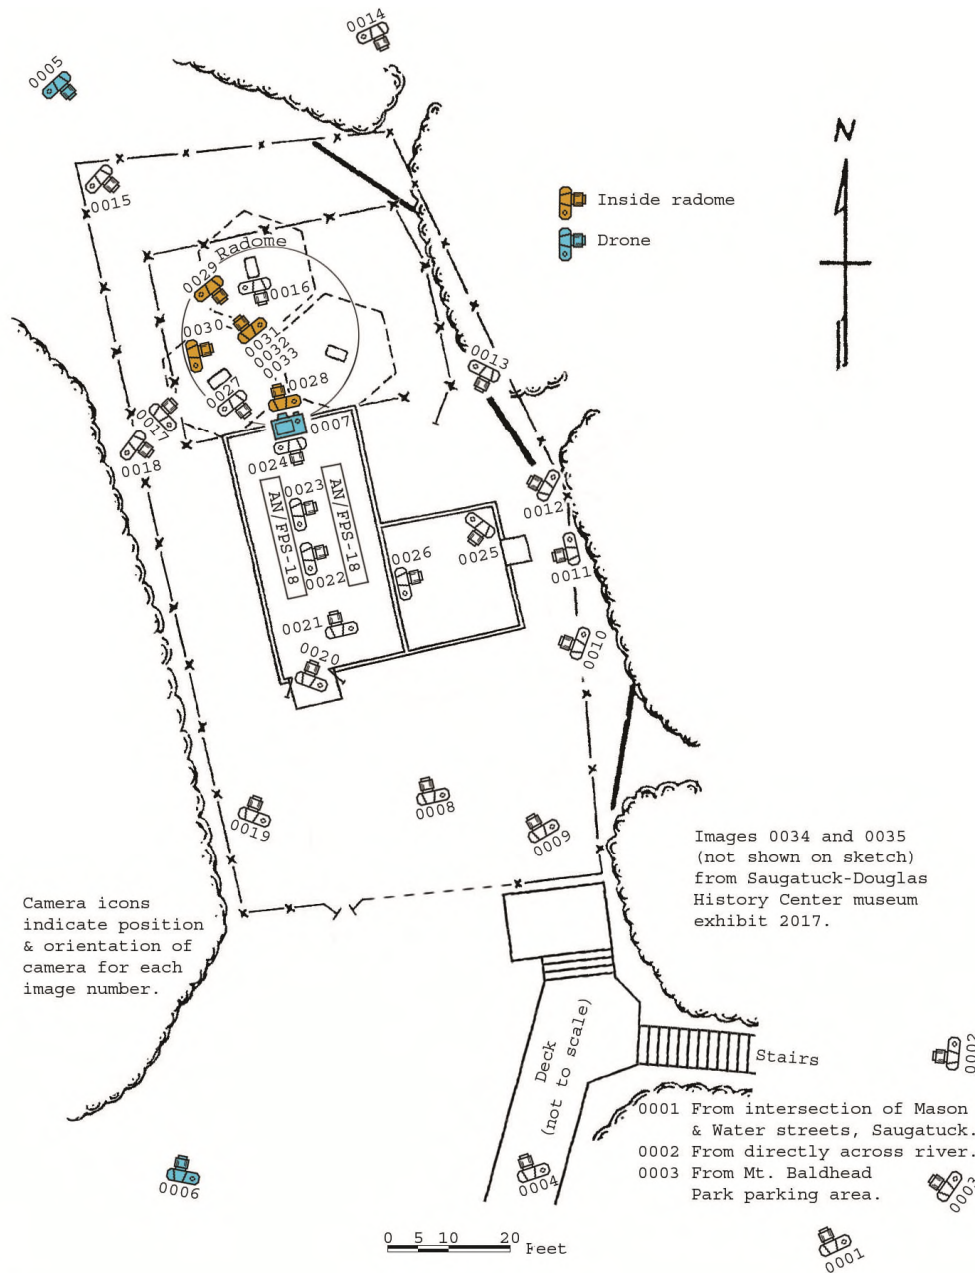 0014
0005
N
0015
Inside radome
Drone
Radome
0029
0016
0030
0031
0032
0033
0013
0028
0027
0017
0007
0018
0024
0012
0023
AN/FPS-18
AN/FPS-18
0025
0026
0011
0022
0021
0010
0020
0008
0019
0009
Images 0034 and 0035
(not shown on sketch)
from Saugatuck-Douglas
History Center museum
exhibit 2017.
Camera icons
indicate position
& orientation of
camera for each
image number.
Deck
(not to scale)
Stairs
0002
0001 From intersection of Mason
& Water streets, Saugatuck.
0002 From directly across river.
0003 From Mt. Baldhead
Park parking area.
0003
0004
0006
0 5 10 20 Feet
0001